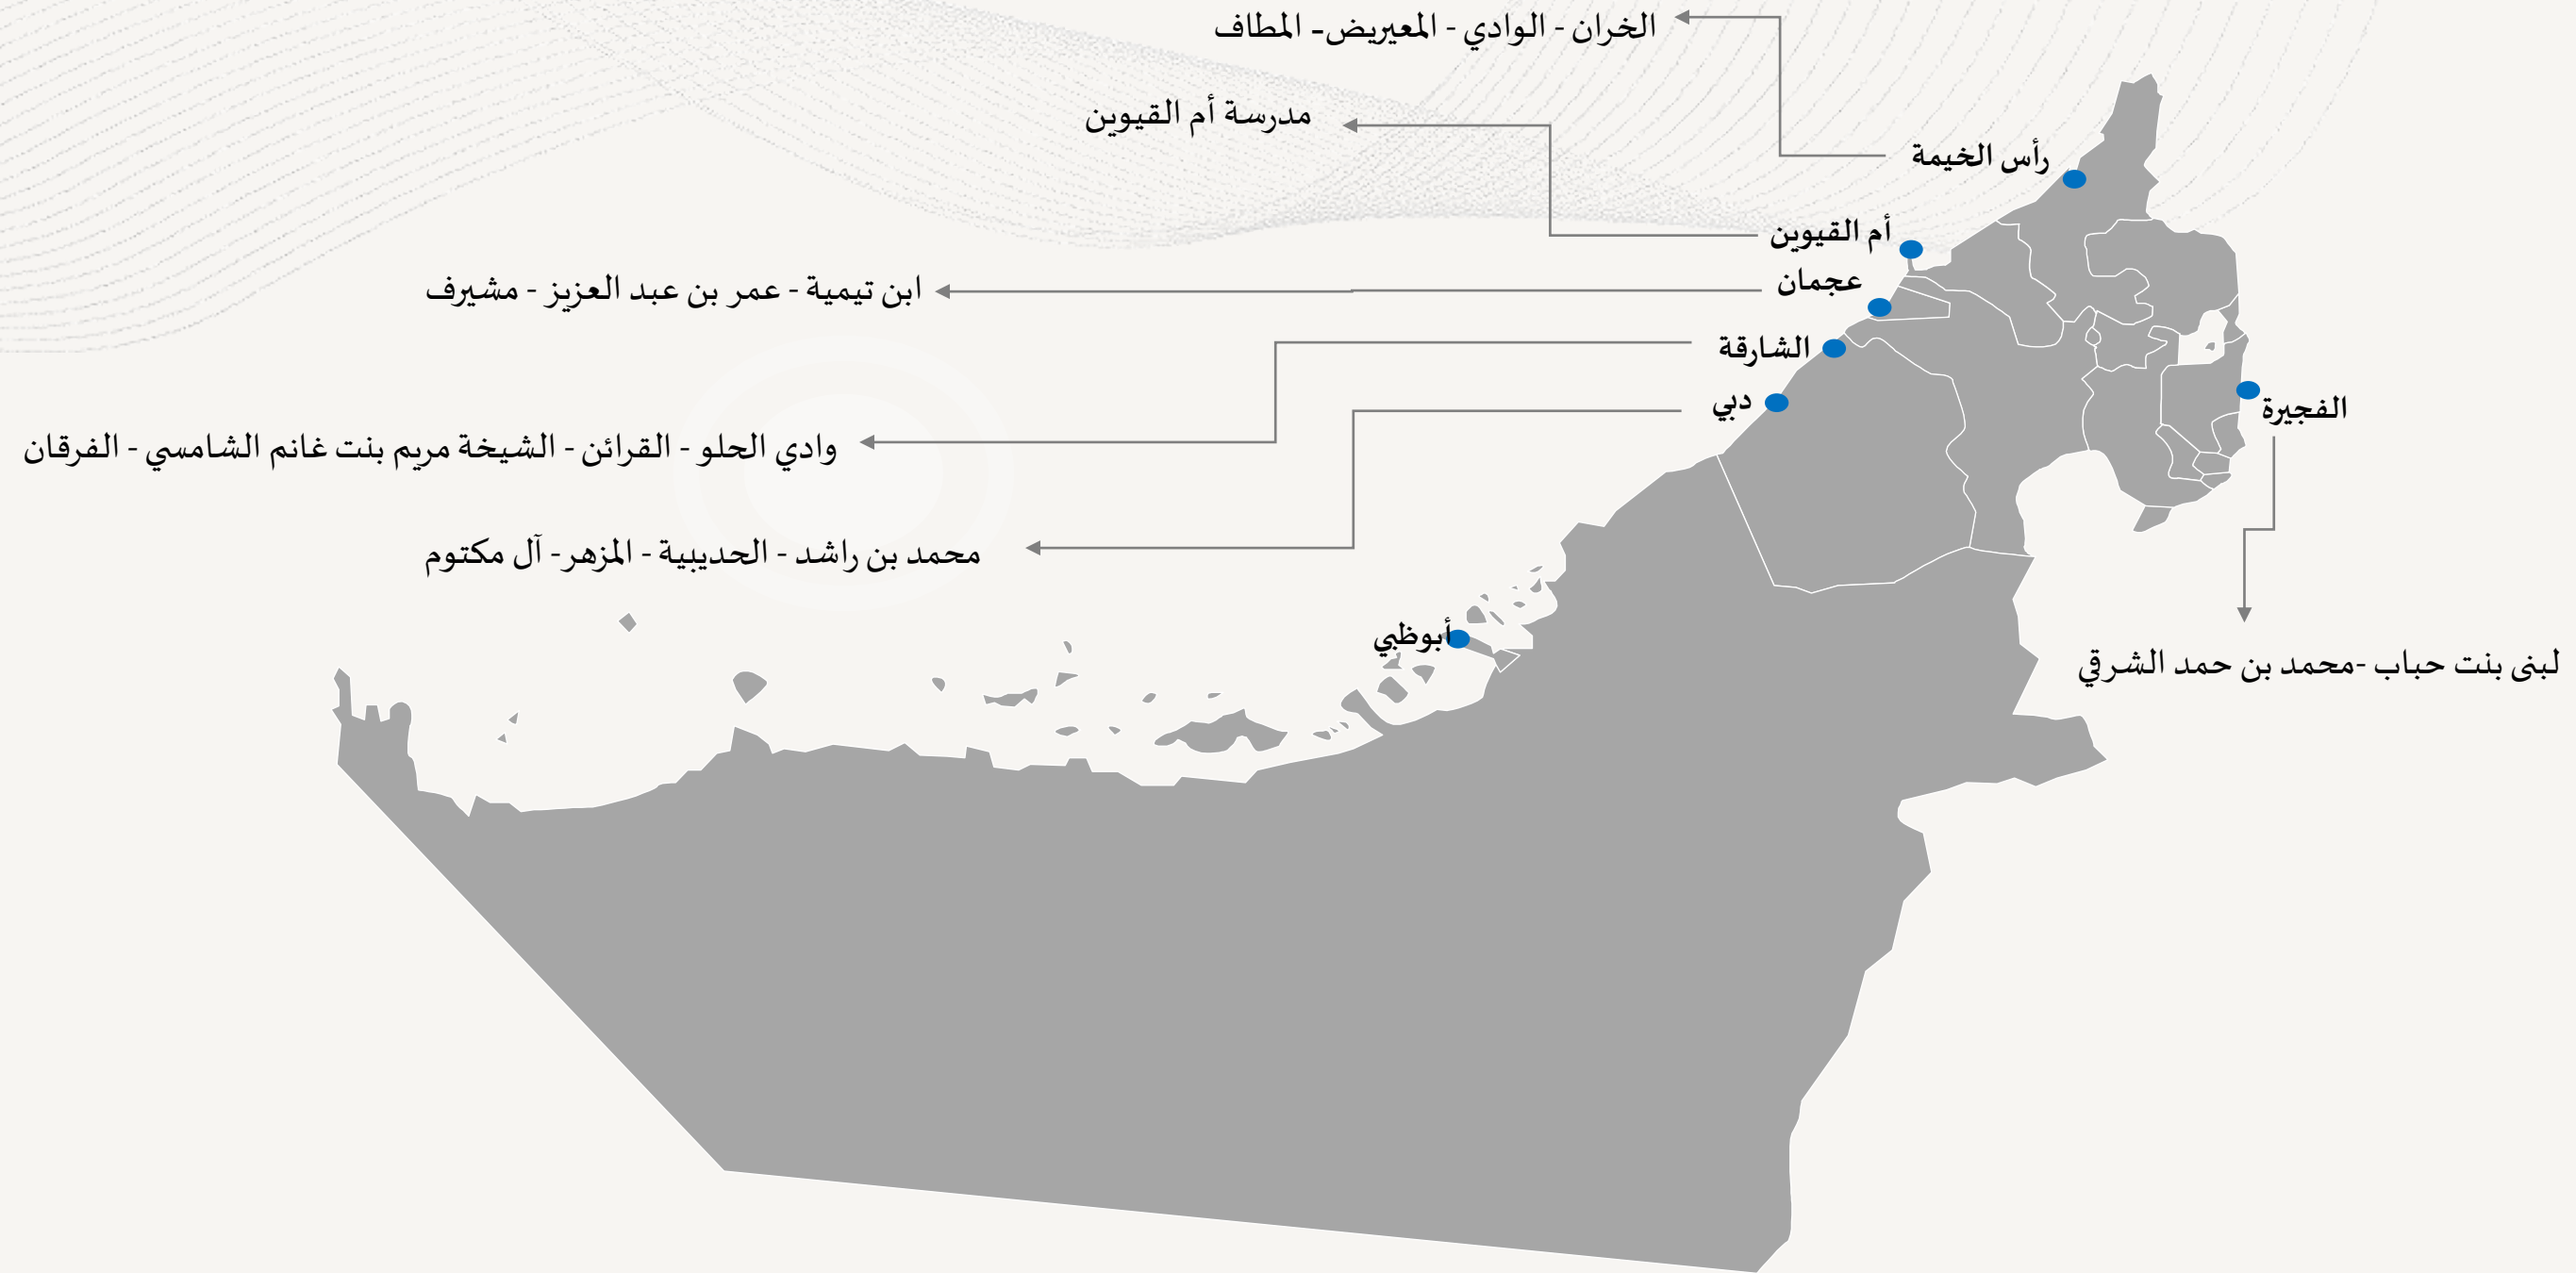 الخران - الوادي - المعيريض- المطاف
مدرسة أم القيوين
رأس الخيمة
أم القيوين
عجمان
ابن تيمية - عمر بن عبد العزيز - مشيرف
الشارقة
دبي
الفجيرة
وادي الحلو - القرائن - الشيخة مريم بنت غانم الشامسي - الفرقان
محمد بن راشد - الحديبية - المزهر- آل مكتوم
أبوظبي
لبنى بنت حباب -محمد بن حمد الشرقي